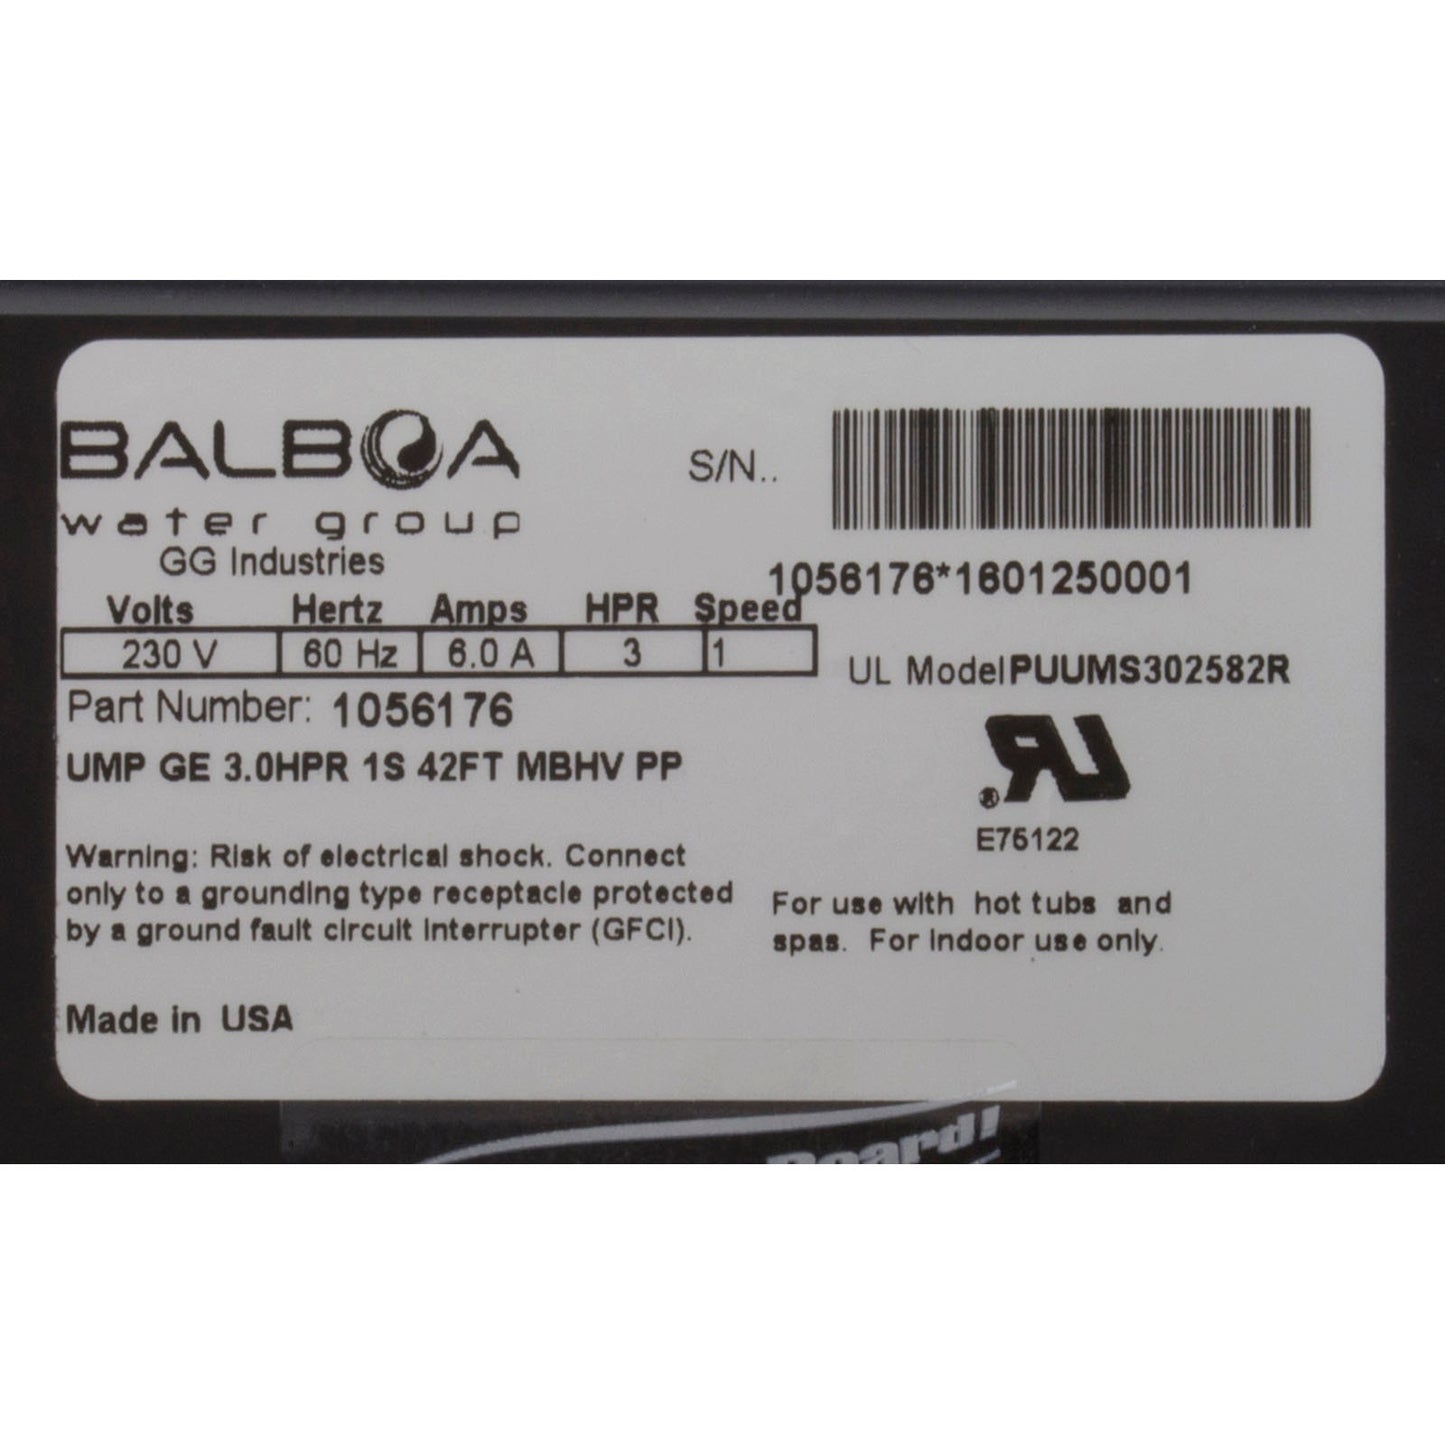 BALBOA
water group
GG Industries
S/N..
1056176*1601250001
Volts Hertz Amps HPR Speed
230 V 60 Hz 6.0 A 3 1
UL Model PUUMS302582R
Part Number: 1056176
UMP GE 3.0HPR 1S 42FT MBHV PP
UR
®
E75122
Warning: Risk of electrical shock. Connect
only to a grounding type receptacle protected
by a ground fault circuit interrupter (GFCI).
For use with hot tubs and
spas. For Indoor use only.
Made in USA
Board!